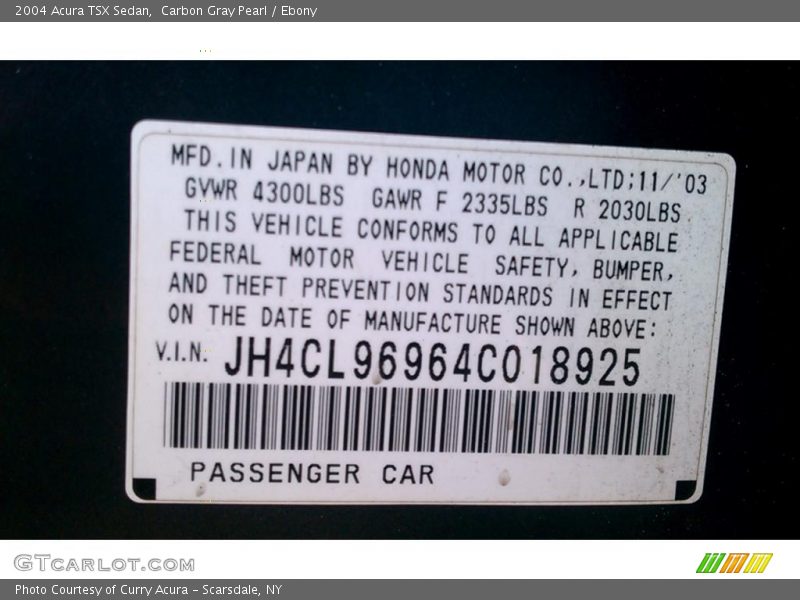 2004 Acura TSX Sedan,  Carbon Gray Pearl / Ebony
MFD. IN JAPAN BY HONDA MOTOR CO.,LTD;11/'03
GVWR 4300LBS GAWR F 2335LBS R 2030LBS
THIS VEHICLE CONFORMS TO ALL APPLICABLE
FEDERAL MOTOR VEHICLE SAFETY, BUMPER,
AND THEFT PREVENTION STANDARDS IN EFFECT
ON THE DATE OF MANUFACTURE SHOWN ABOVE:
V.I.N. JH4CL96964C018925
PASSENGER CAR
GTCARLOT.COM
Photo Courtesy of Curry Acura - Scarsdale, NY